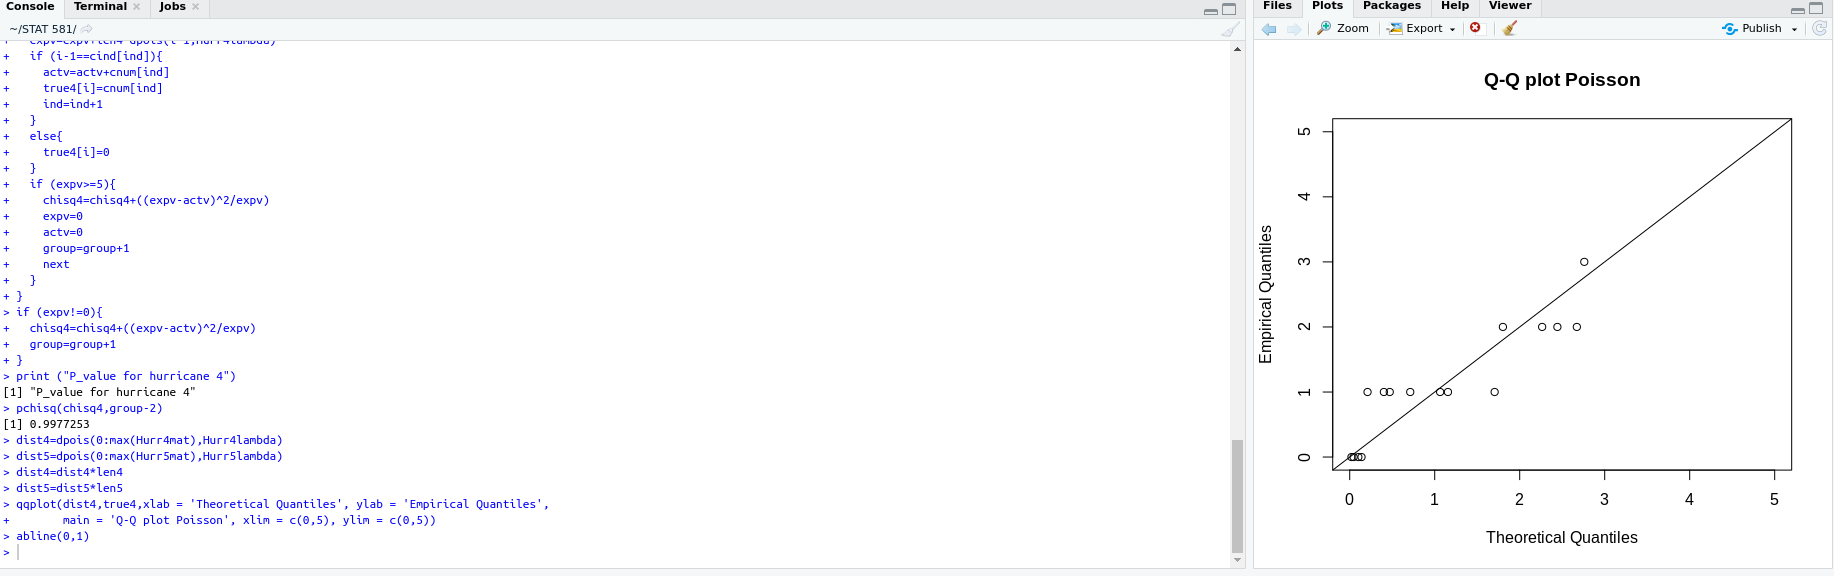 Console Terminal Jobs
~/STAT 581/
+   expv=expv+len4*dpois(i-1,Hurr4lambda)
+   if (i-1==cind[ind]){
+     actv=actv+cnum[ind]
+     true4[i]=cnum[ind]
+     ind=ind+1
+   }
+   else{
+     true4[i]=0
+   }
+   if (expv>=5){
+     chisq4=chisq4+((expv-actv)^2/expv)
+     expv=0
+     actv=0
+     group=group+1
+     next
+   }
+ }
> if (expv!=0){
+   chisq4=chisq4+((expv-actv)^2/expv)
+   group=group+1
+ }
> print ("P_value for hurricane 4")
[1] "P_value for hurricane 4"
> pchisq(chisq4,group-2)
[1] 0.9977253
> dist4=dpois(0:max(Hurr4mat),Hurr4lambda)
> dist5=dpois(0:max(Hurr5mat),Hurr5lambda)
> dist4=dist4*len4
> dist5=dist5*len5
> qqplot(dist4,true4,xlab = 'Theoretical Quantiles', ylab = 'Empirical Quantiles',
+        main = 'Q-Q plot Poisson', xlim = c(0,5), ylim = c(0,5))
> abline(0,1)
>
Files Plots Packages Help Viewer
Zoom Export Publish
Q-Q plot Poisson
Empirical Quantiles
5
4
3
2
1
0
0 1 2 3 4 5
Theoretical Quantiles